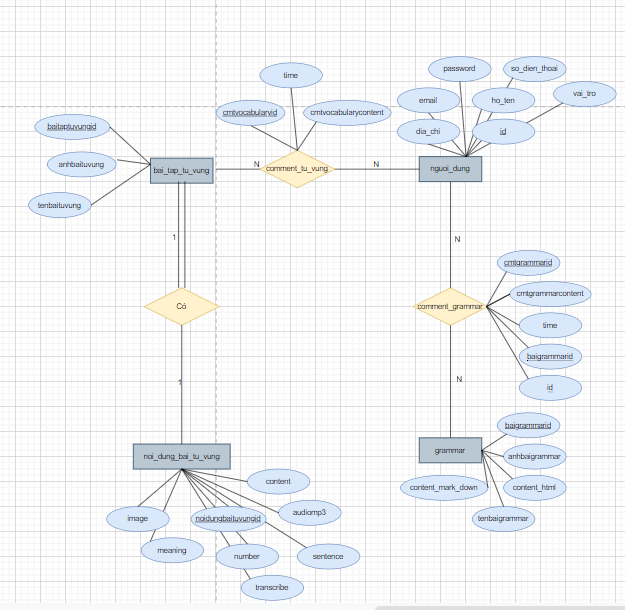 password
so_dien_thoai
time
email
ho_ten
vai_tro
cmtvocabularyid
cmtvocabularycontent
baitaptuvungid
dia_chi
id
anhbaituvung
bai_tap_tu_vung
N
comment_tu_vung
N
nguoi_dung
tenbaituvung
1
N
cmtgrammarid
cmtgrammarcontent
Có
comment_grammar
time
baigrammarid
1
N
id
baigrammarid
noi_dung_bai_tu_vung
grammar
anhbaigrammar
content
content_mark_down
content_html
image
noidungbaituvungid
audiomp3
tenbaigrammar
meaning
number
sentence
transcribe